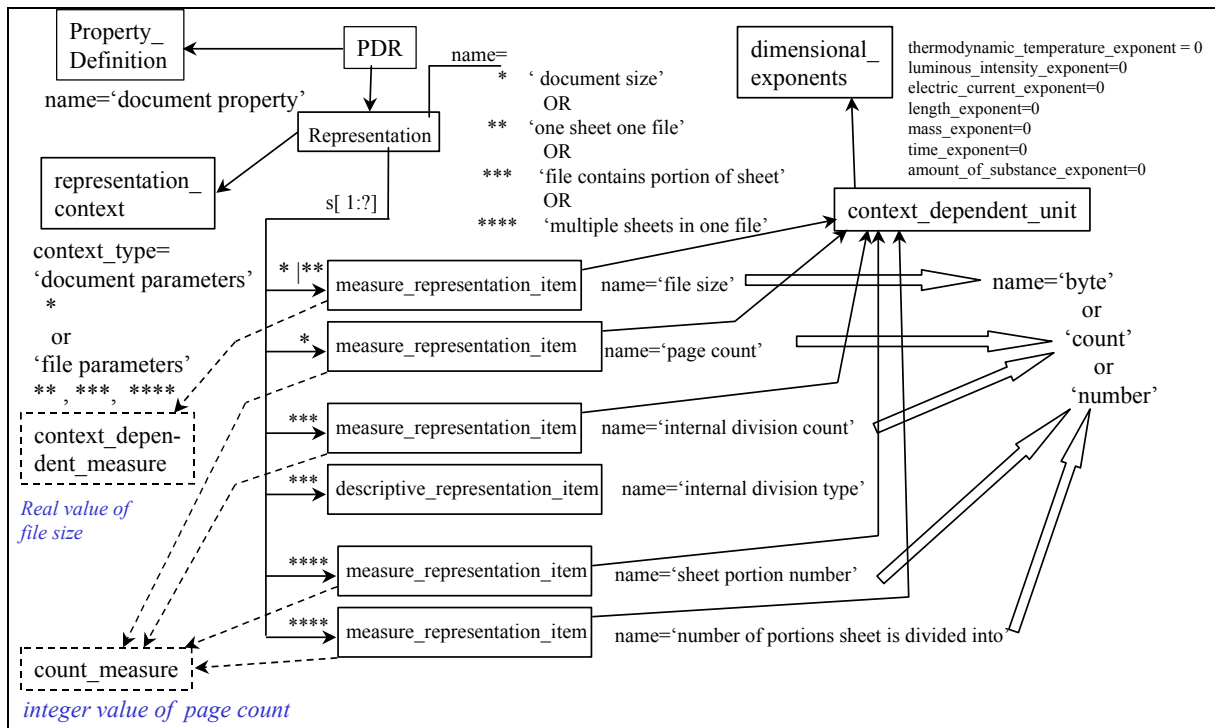 Property_
Definition
PDR
name=
* ‘ document size’
OR
** ‘one sheet one file’
OR
*** ‘file contains portion of sheet’
OR
**** ‘multiple sheets in one file’
dimensional_
exponents
thermodynamic_temperature_exponent = 0
luminous_intensity_exponent=0
electric_current_exponent=0
length_exponent=0
mass_exponent=0
time_exponent=0
amount_of_substance_exponent=0
name=‘document property’
Representation
representation_
context
s[ 1:?]
context_dependent_unit
context_type=
‘document parameters’
*
or
‘file parameters’
** , ***, ****
* |**
measure_representation_item
name=‘file size’
name=‘byte’
or
‘count’
or
‘number’
*
measure_representation_item
name=‘page count’
context_depen-
dent_measure
***
measure_representation_item
name=‘internal division count’
***
descriptive_representation_item
name=‘internal division type’
Real value of
file size
****
measure_representation_item
name=‘sheet portion number’
****
measure_representation_item
name=‘number of portions sheet is divided into’
count_measure
integer value of page count